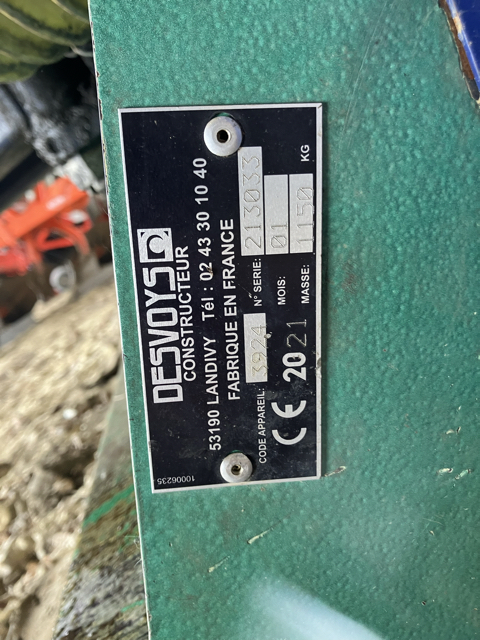 DESVOYS
CONSTRUCTEUR
53190 LANDIVY Tél : 02 43 30 10 40
FABRIQUE EN FRANCE
CODE APPAREIL: 3924 N° SERIE: 213033
MOIS: 01
CE 2021 MASSE: 1150 KG
10006235